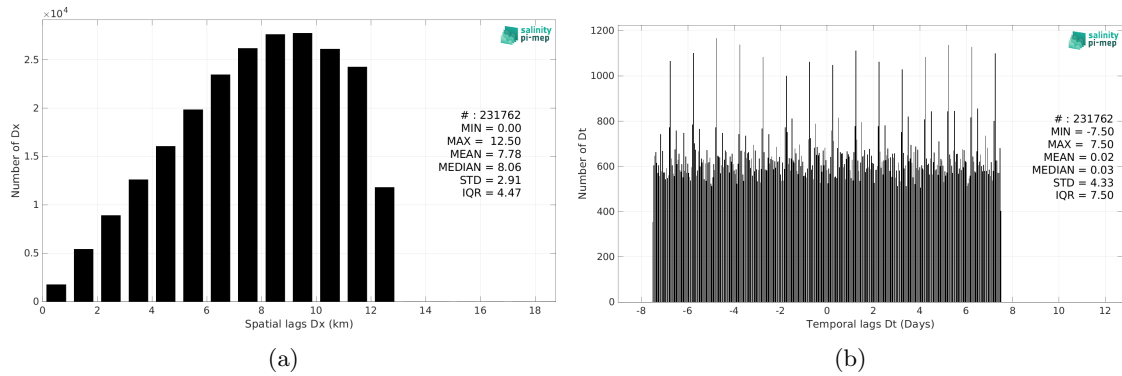 ×10⁴
salinity
pi-mep
2.5
2
1.5
1
0.5
0
Number of Dx
# : 231762
MIN = 0.00
MAX = 12.50
MEAN = 7.78
MEDIAN = 8.06
STD = 2.91
IQR = 4.47
0 2 4 6 8 10 12 14 16 18
Spatial lags Dx (km)
(a)
salinity
pi-mep
1200
1000
800
600
400
200
0
Number of Dt
# : 231762
MIN = -7.50
MAX = 7.50
MEAN = 0.02
MEDIAN = 0.03
STD = 4.33
IQR = 7.50
-8 -6 -4 -2 0 2 4 6 8 10 12
Temporal lags Dt (Days)
(b)